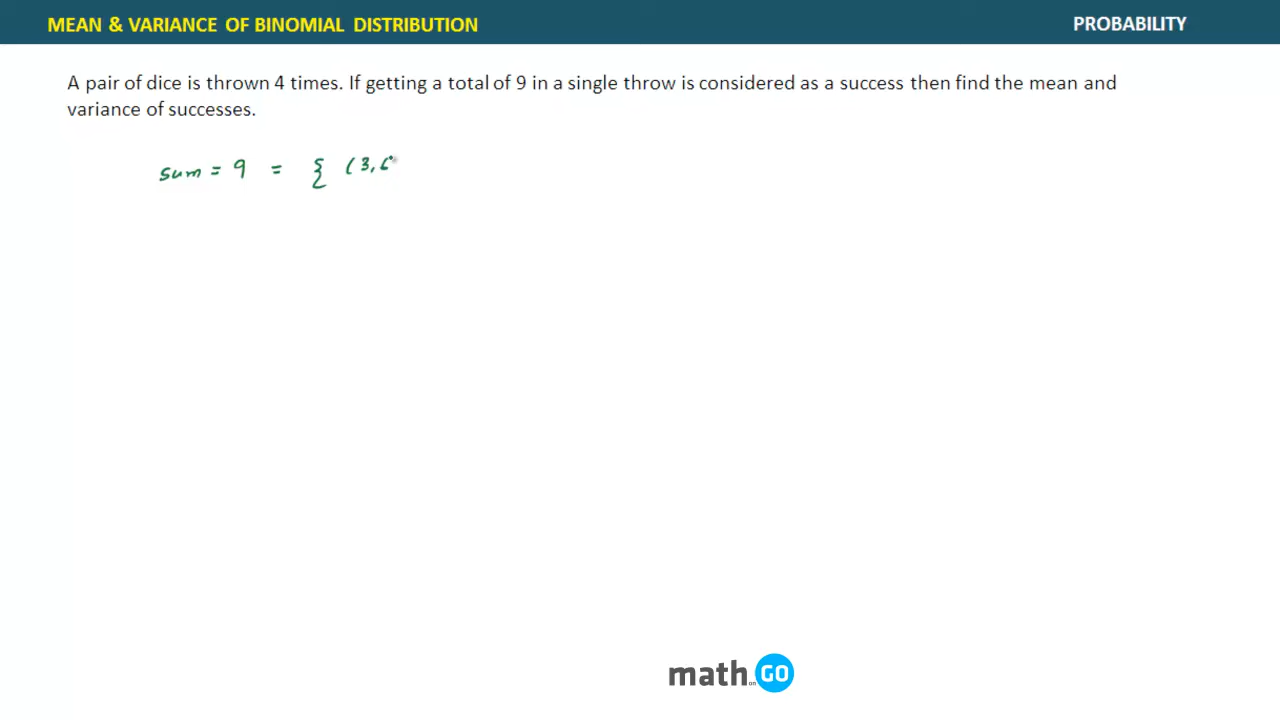 MEAN & VARIANCE OF BINOMIAL DISTRIBUTION
PROBABILITY
A pair of dice is thrown 4 times. If getting a total of 9 in a single throw is considered as a success then find the mean and
variance of successes.
sum = 9 = { (3, 6
math on GO